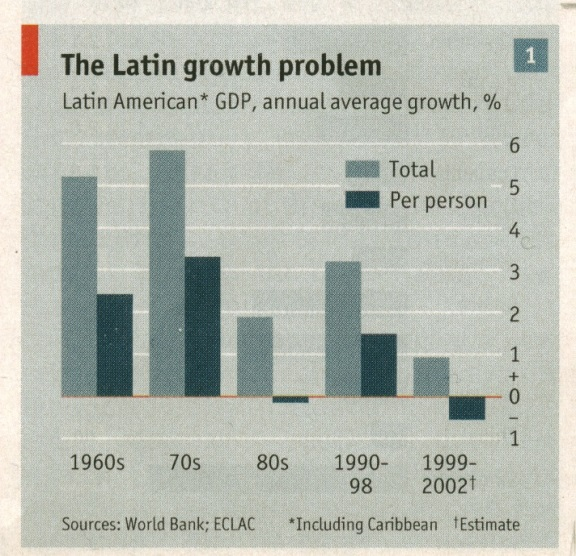 The Latin growth problem
1
Latin American* GDP, annual average growth, %
6
Total
5
Per person
4
3
2
1
+
0
–
1
1960s 70s 80s 1990-98 1999-2002†
Sources: World Bank; ECLAC *Including Caribbean †Estimate